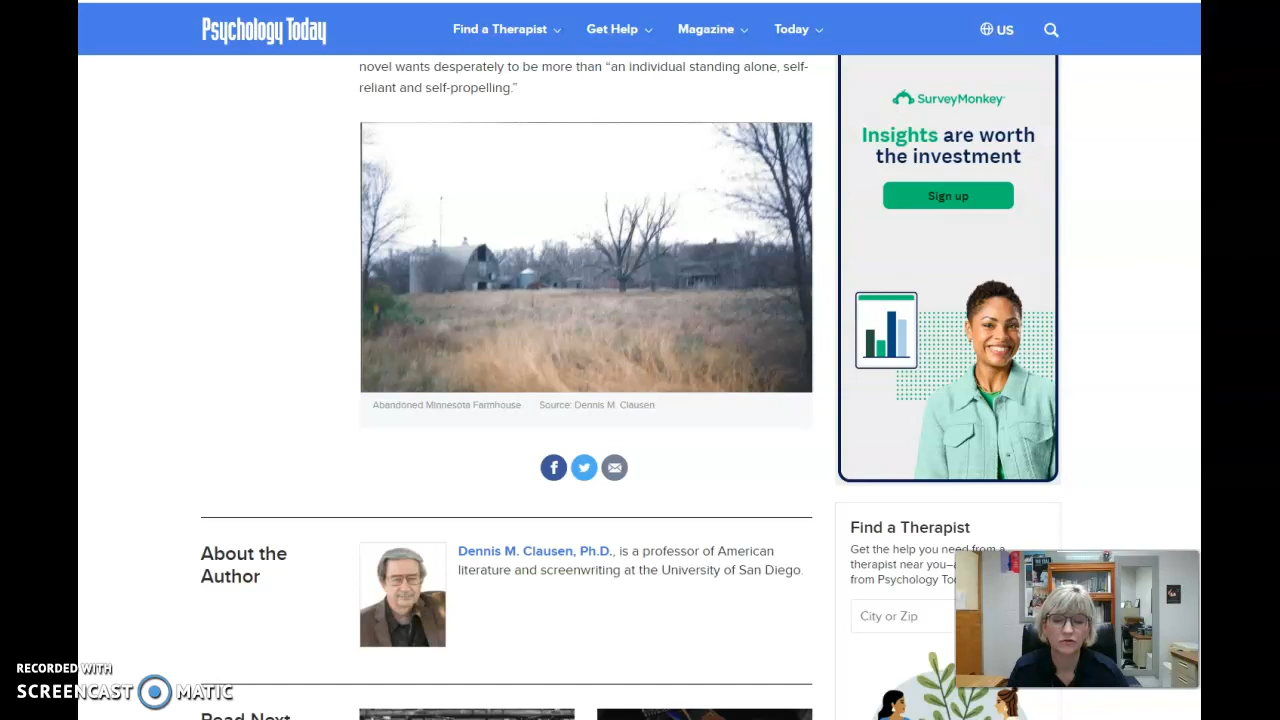 Psychology Today
Find a Therapist
Get Help
Magazine
Today
US
novel wants desperately to be more than “an individual standing alone, self-
reliant and self-propelling.”
Abandoned Minnesota Farmhouse Source: Dennis M. Clausen
SurveyMonkey
Insights are worth
the investment
Sign up
About the
Author
Dennis M. Clausen, Ph.D., is a professor of American
literature and screenwriting at the University of San Diego.
Find a Therapist
Get the help you need from a
therapist near you–
from Psychology
City or Zip
Read Next
RECORDED WITH
SCREENCAST MATIC